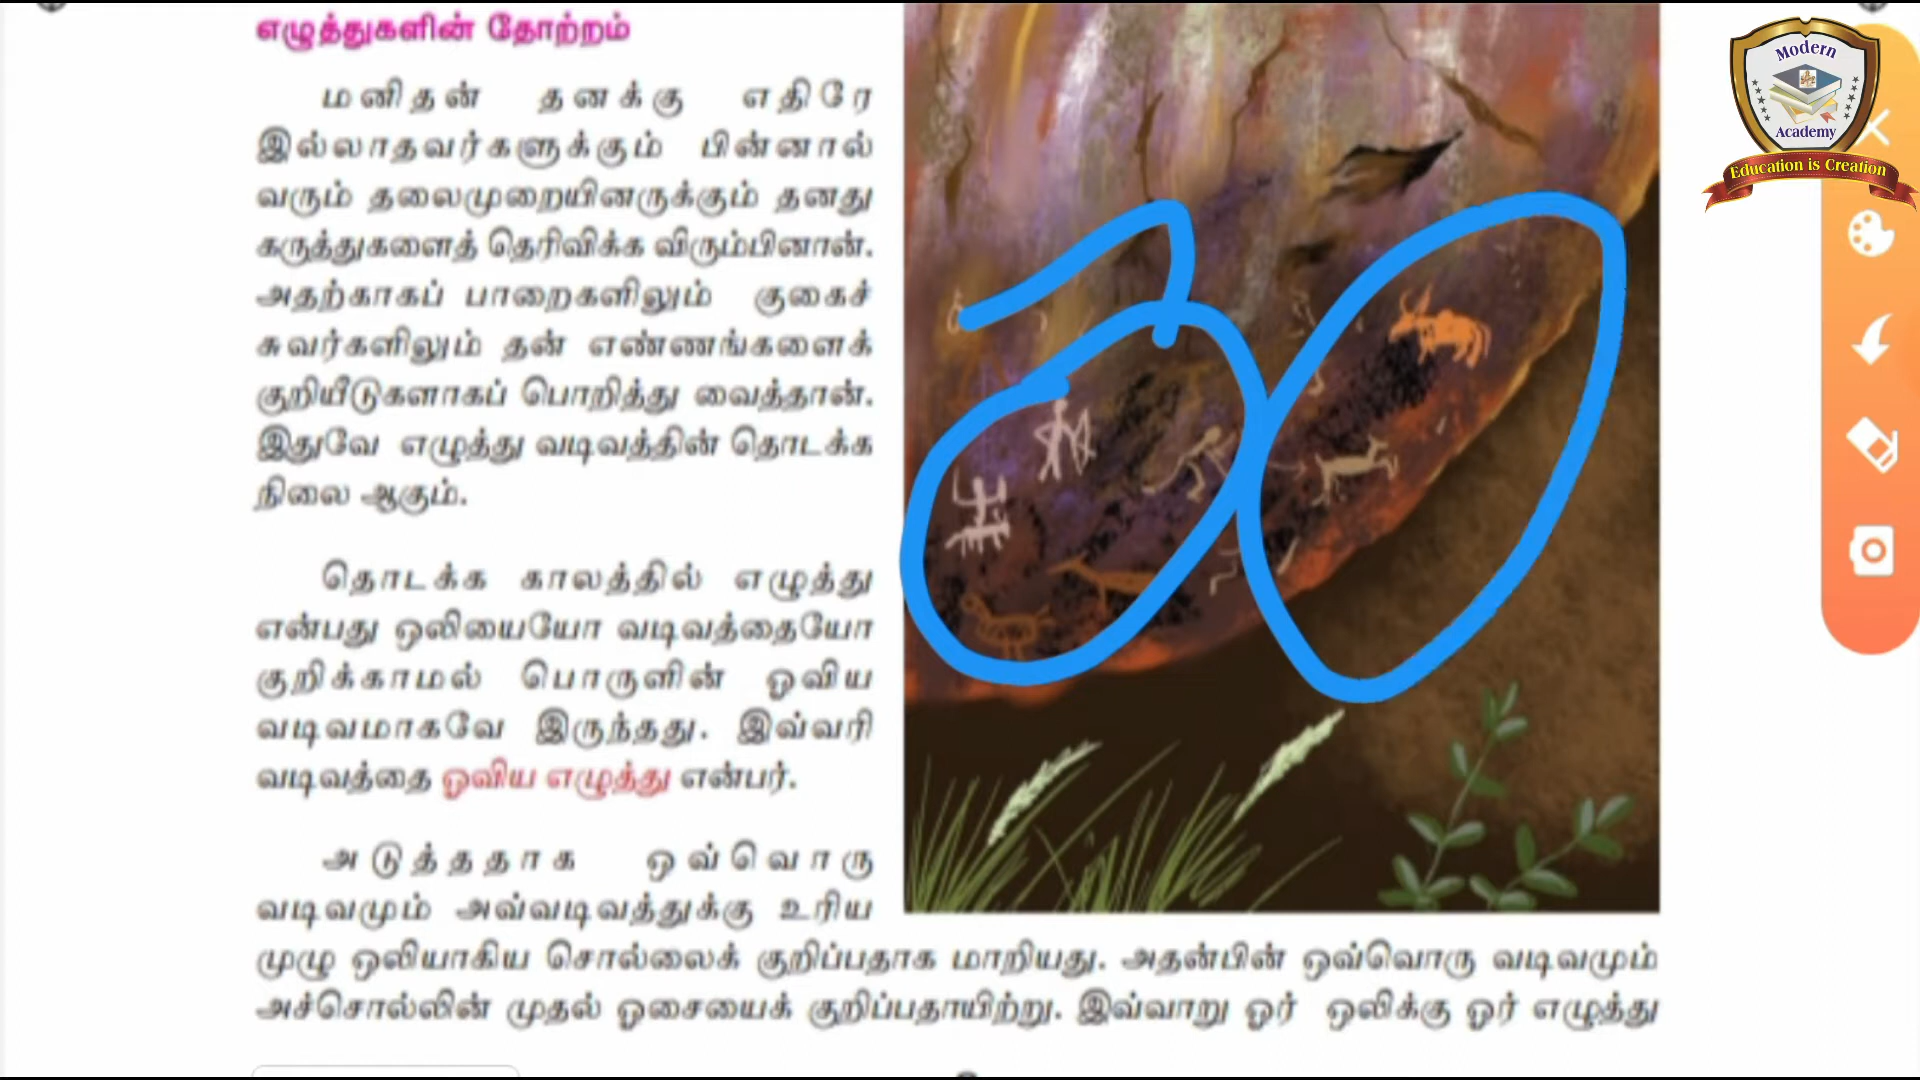 எழுத்துகளின் தோற்றம்
மனிதன் தனக்கு எதிரே
இல்லாதவர்களுக்கும் பின்னால்
வரும் தலைமுறையினருக்கும் தனது
கருத்துகளைத் தெரிவிக்க விரும்பினான்.
அதற்காகப் பாறைகளிலும் குகைச்
சுவர்களிலும் தன் எண்ணங்களைக்
குறியீடுகளாகப் பொறித்து வைத்தான்.
இதுவே எழுத்து வடிவத்தின் தொடக்க
நிலை ஆகும்.
தொடக்க காலத்தில் எழுத்து
என்பது ஒலியையோ வடிவத்தையோ
குறிக்காமல் பொருளின் ஓவிய
வடிவமாகவே இருந்தது. இவ்வரி
வடிவத்தை ஓவிய எழுத்து என்பர்.
அடுத்ததாக ஒவ்வொரு
வடிவமும் அவ்வடிவத்துக்கு உரிய
முழு ஒலியாகிய சொல்லைக் குறிப்பதாக மாறியது. அதன்பின் ஒவ்வொரு வடிவமும்
அச்சொல்லின் முதல் ஓசையைக் குறிப்பதாயிற்று. இவ்வாறு ஓர் ஒலிக்கு ஓர் எழுத்து
Modern
Academy
Education is Creation